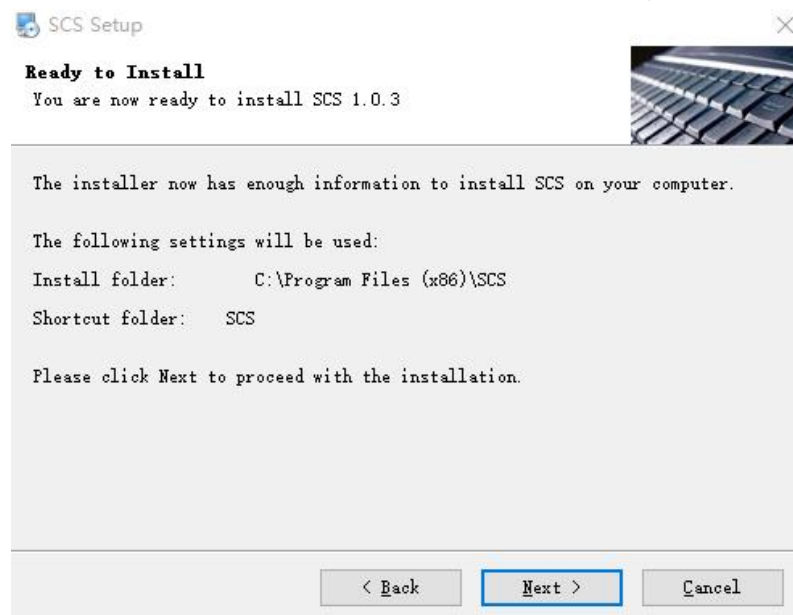 SCS Setup
Ready to Install
You are now ready to install SCS 1.0.3
The installer now has enough information to install SCS on your computer.
The following settings will be used:
Install folder: C:\Program Files (x86)\SCS
Shortcut folder: SCS
Please click Next to proceed with the installation.
< Back Next > Cancel